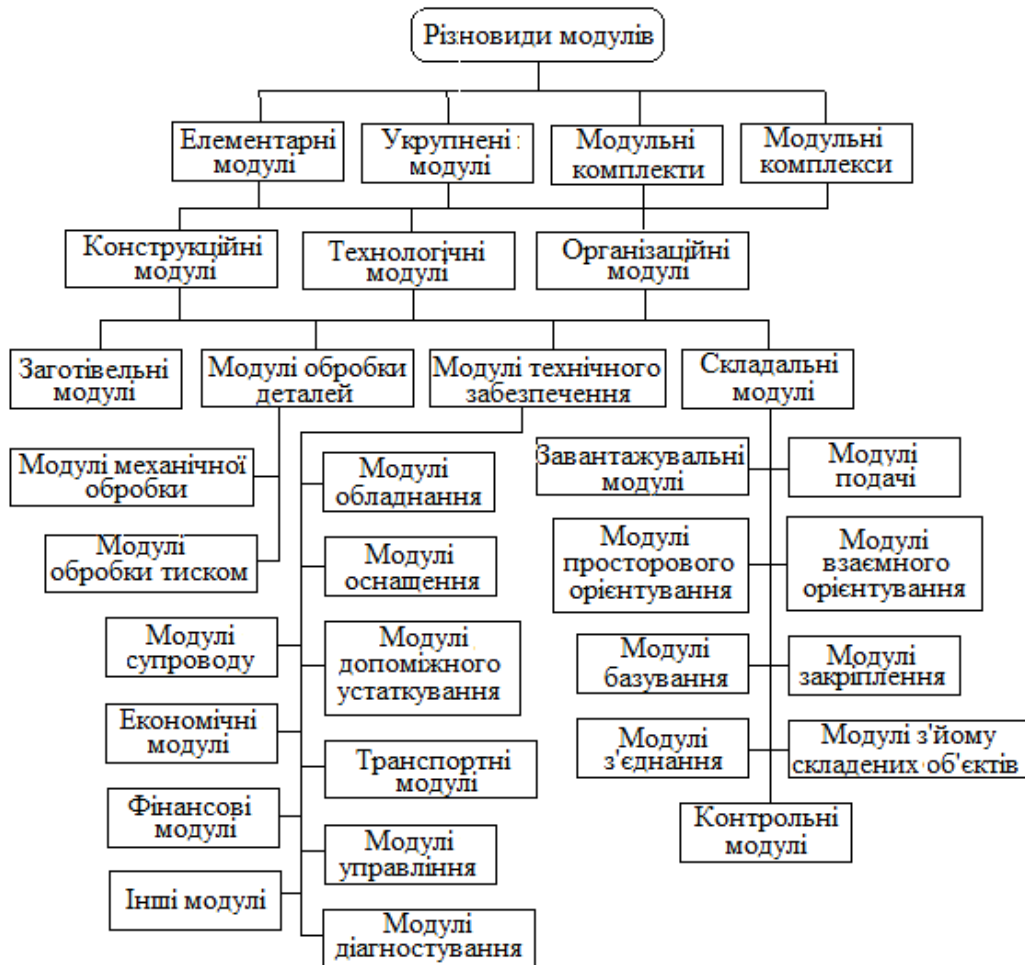 Різновиди модулів
Елементарні
модулі
Укрупнені
модулі
Модульні
комплекти
Модульні
комплекси
Конструкційні
модулі
Технологічні
модулі
Організаційні
модулі
Заготівельні
модулі
Модулі обробки
деталей
Модулі технічного
забезпечення
Складальні
модулі
Модулі механічної
обробки
Модулі
обробки тиском
Модулі
обладнання
Модулі
оснащення
Модулі
супроводу
Модулі
допоміжного
устаткування
Економічні
модулі
Транспортні
модулі
Фінансові
модулі
Модулі
управління
Інші модулі
Модулі
діагностування
Завантажувальні
модулі
Модулі
подачі
Модулі
просторового
орієнтування
Модулі
взаємного
орієнтування
Модулі
базування
Модулі
закріплення
Модулі
з'єднання
Модулі з'йому
складених об'єктів
Контрольні
модулі